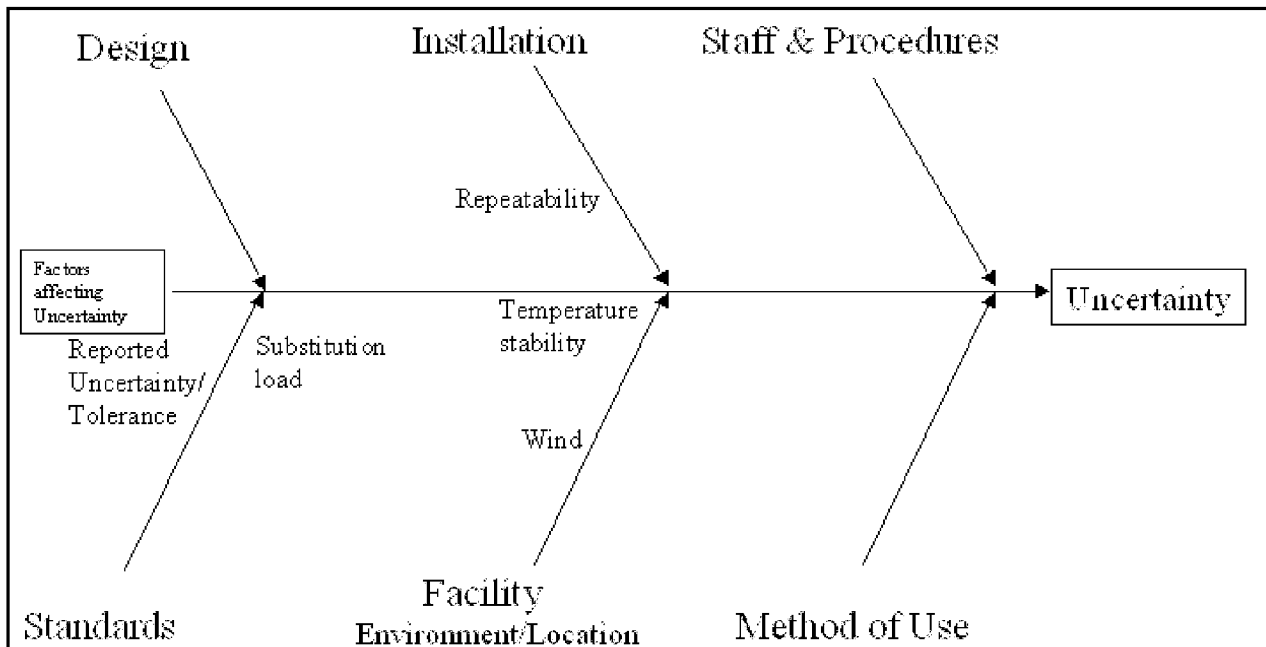 Design
Installation
Staff & Procedures
Repeatability
Factors
affecting
Uncertainty
Uncertainty
Reported
Uncertainty/
Tolerance
Substitution
load
Temperature
stability
Wind
Standards
Facility
Environment/Location
Method of Use